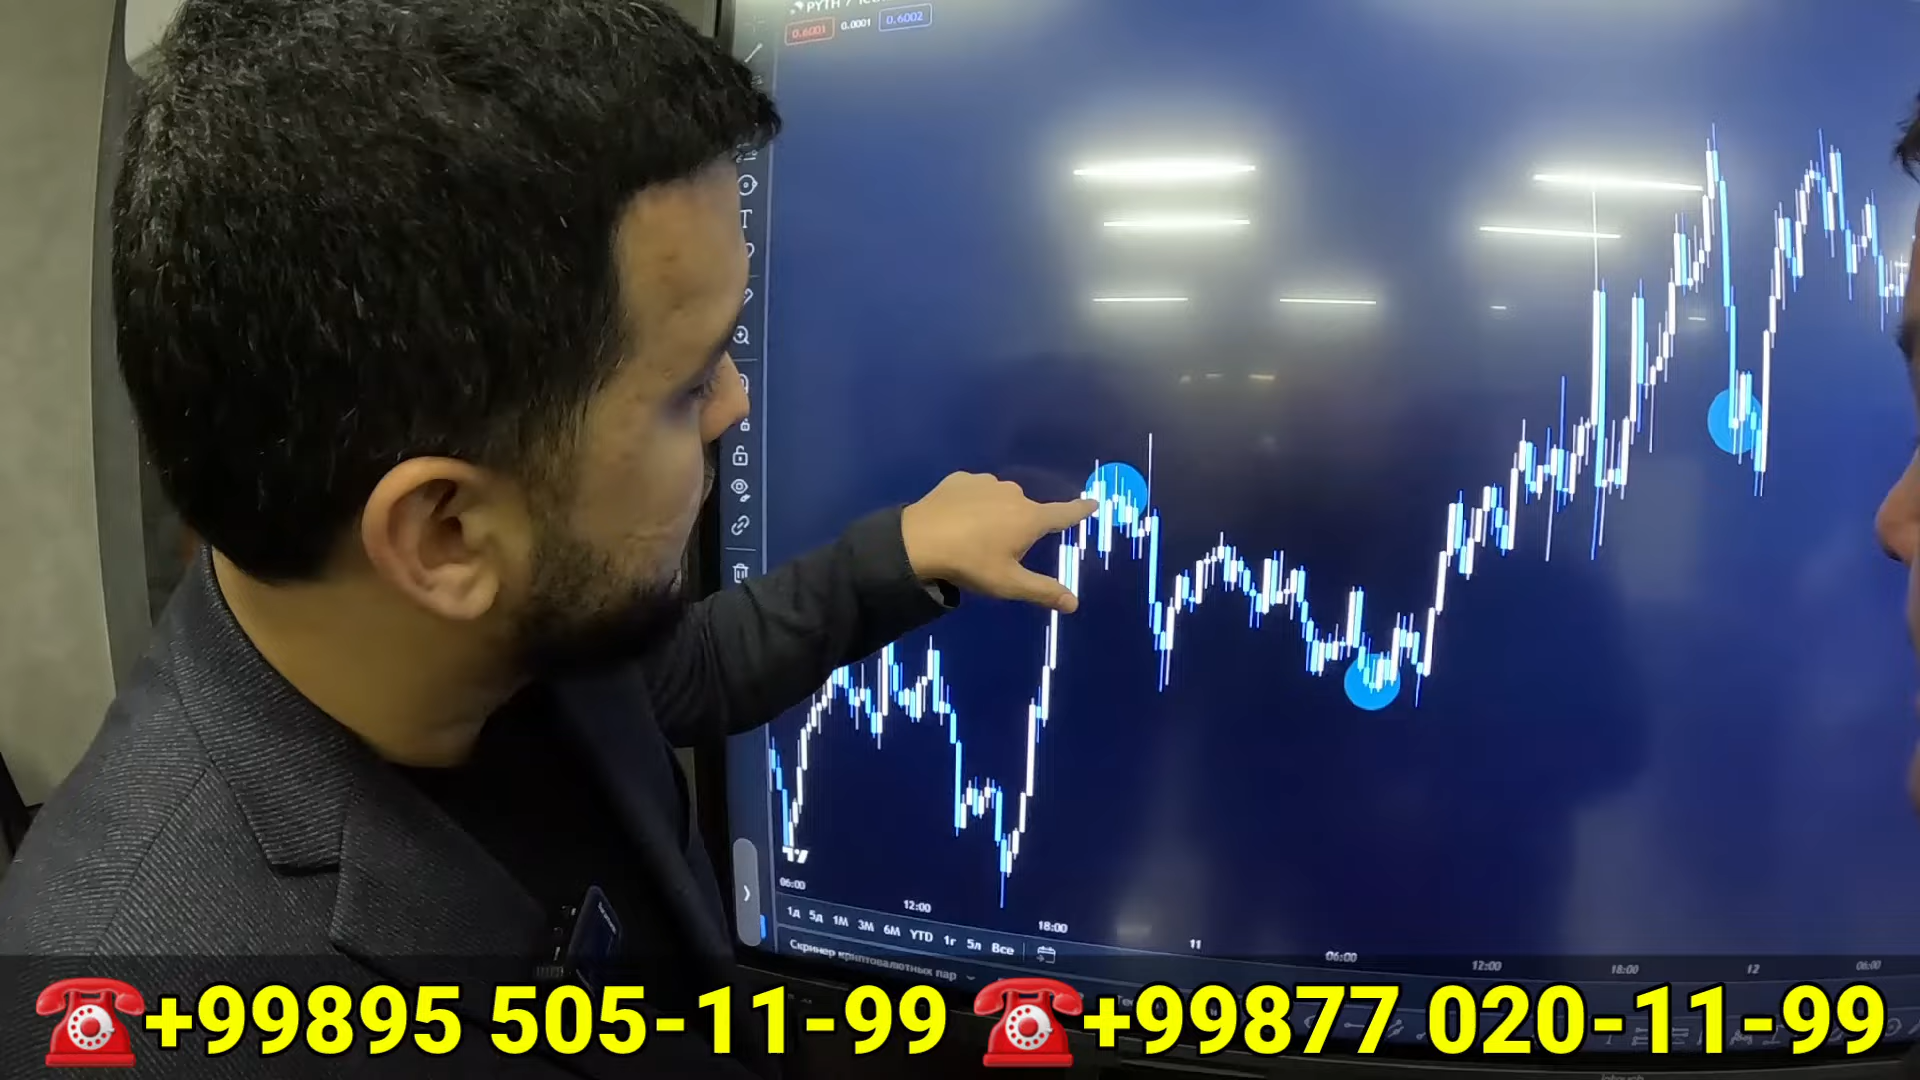 PYTH /
0.6001 0.0001 0.6002
06:00 12:00 18:00 11 06:00 12:00 18:00 12 06:00
1д 5д 1М 3М 6М YTD 1г 5л Все
Скринер криптовалютных пар
☎+99895 505-11-99 ☎+99877 020-11-99